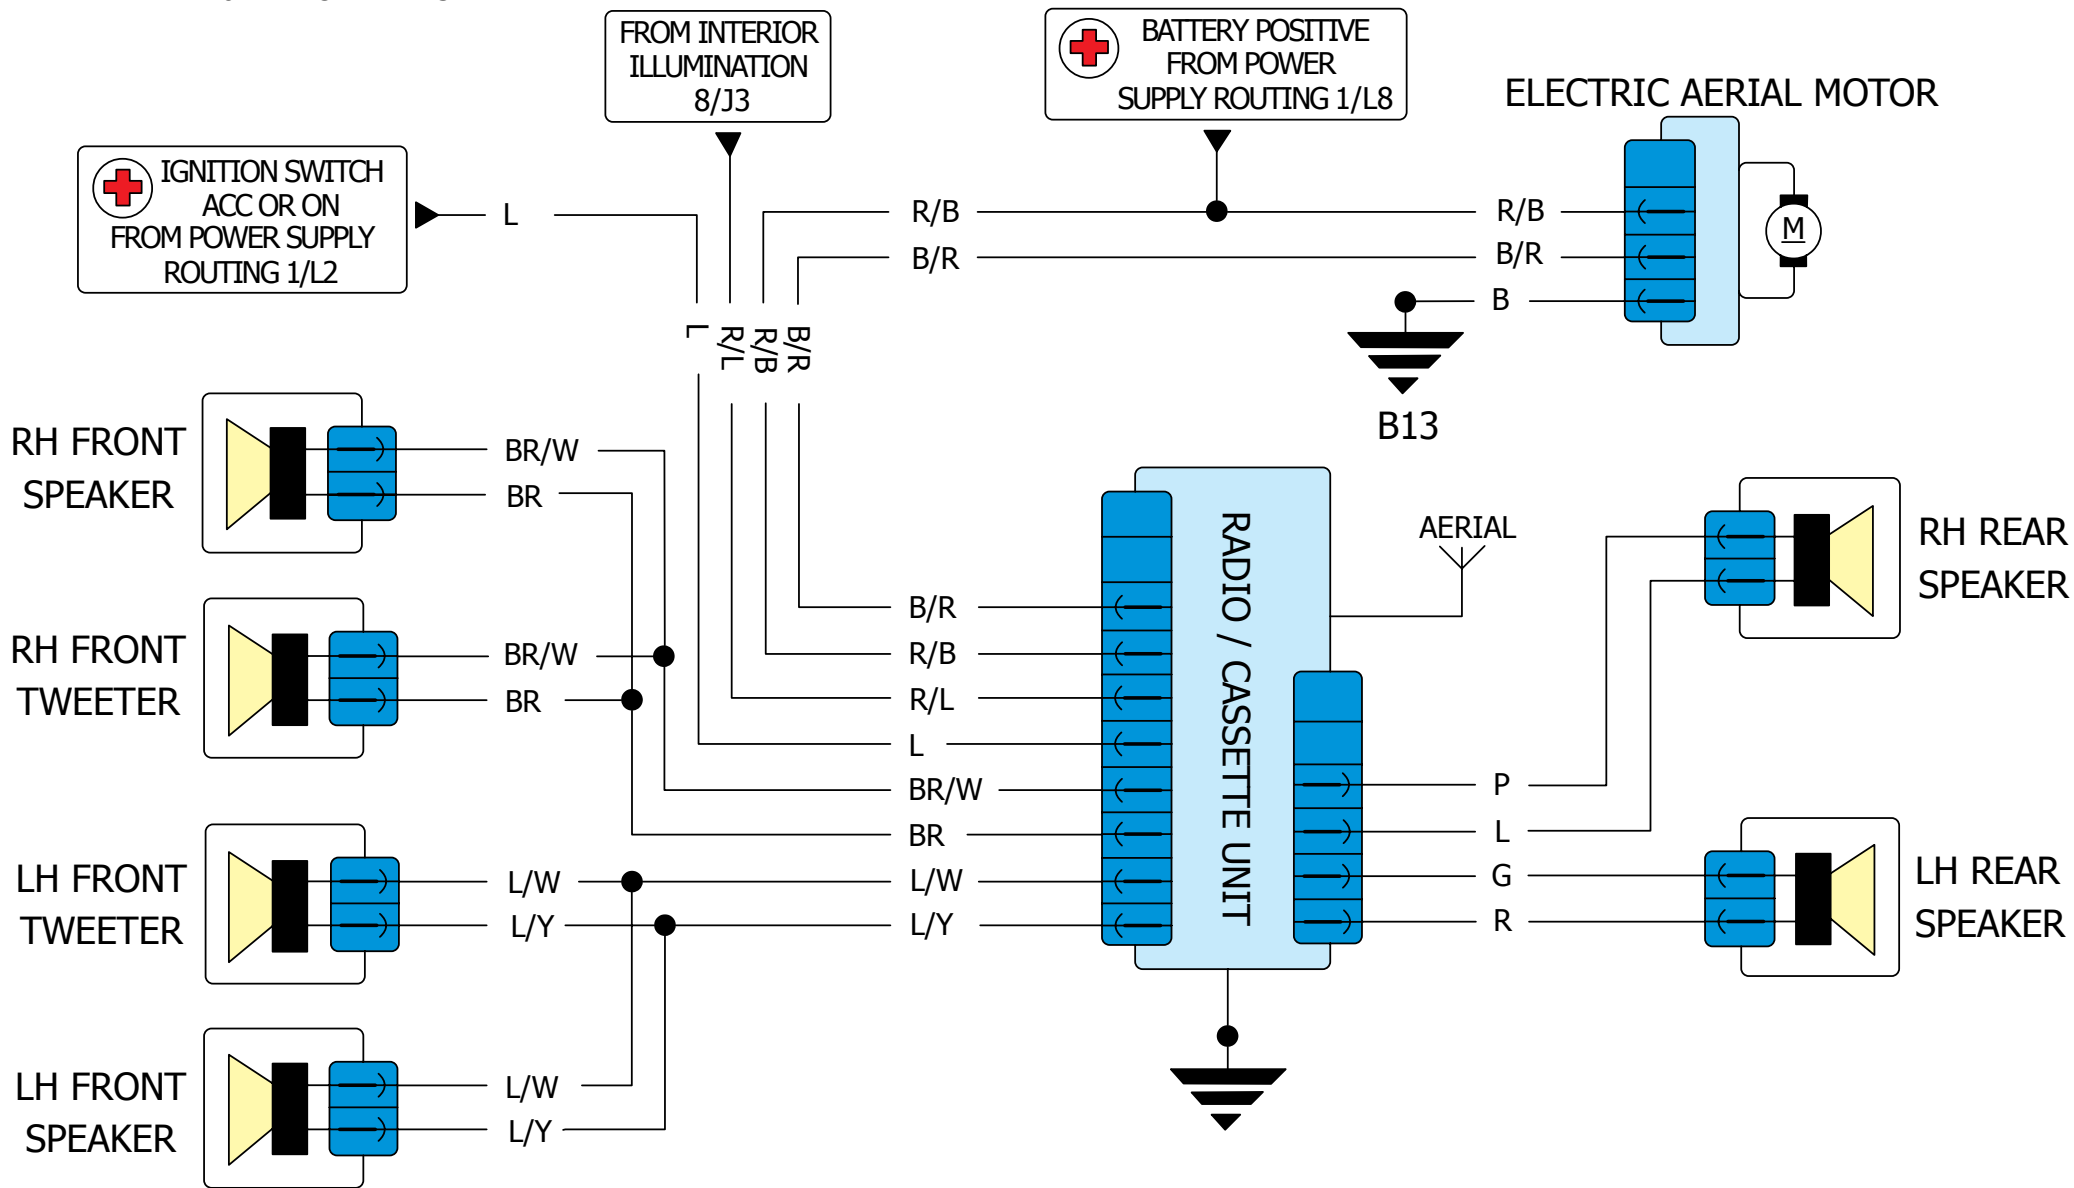 FROM INTERIOR
ILLUMINATION
8/J3
BATTERY POSITIVE
FROM POWER
SUPPLY ROUTING 1/L8
ELECTRIC AERIAL MOTOR
IGNITION SWITCH
ACC OR ON
FROM POWER SUPPLY
ROUTING 1/L2
L
R/B
R/B
B/R
B/R
M
B
B13
L
R/L
R/B
B/R
RH FRONT
SPEAKER
BR/W
BR
RH FRONT
TWEETER
BR/W
BR
LH FRONT
TWEETER
L/W
L/Y
LH FRONT
SPEAKER
L/W
L/Y
B/R
R/B
R/L
L
BR/W
BR
L/W
L/Y
RADIO / CASSETTE UNIT
AERIAL
P
L
G
R
RH REAR
SPEAKER
LH REAR
SPEAKER